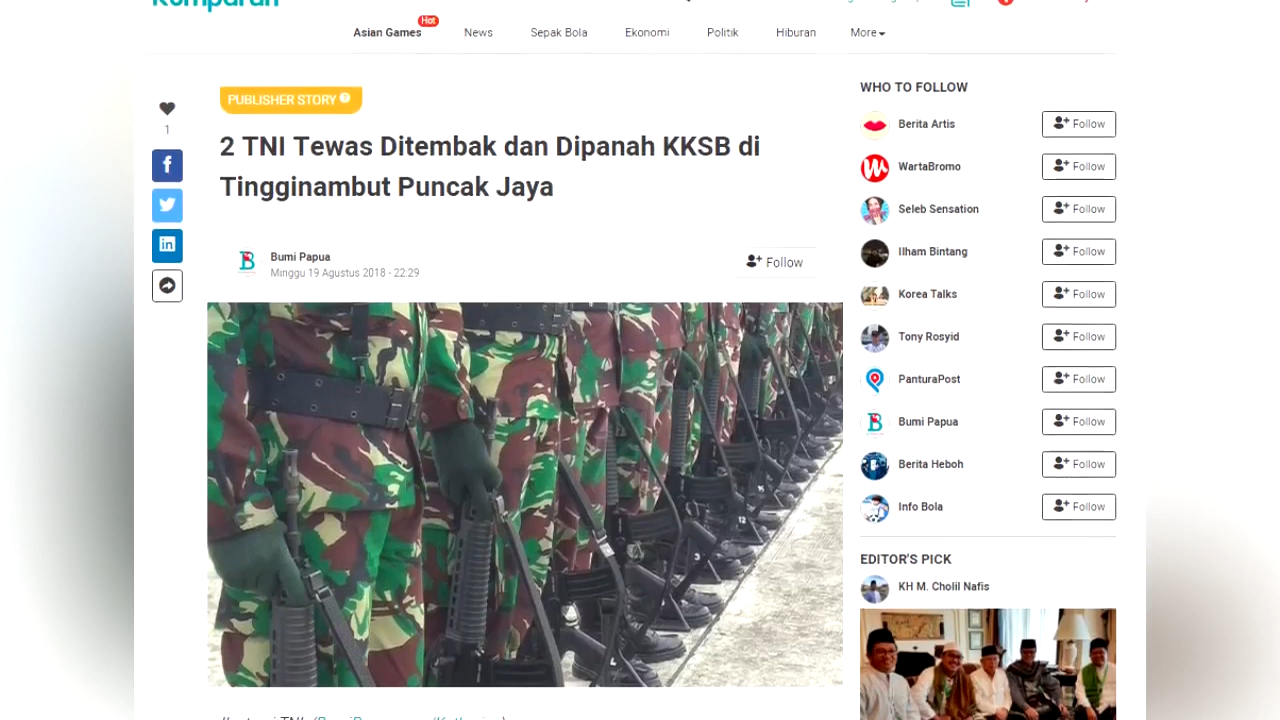 kumparan
Hot
Asian Games
News
Sepak Bola
Ekonomi
Politik
Hiburan
More
PUBLISHER STORY ?
1
2 TNI Tewas Ditembak dan Dipanah KKSB di
Tingginambut Puncak Jaya
Bumi Papua
Minggu 19 Agustus 2018 - 22:29
Follow
WHO TO FOLLOW
Berita Artis
Follow
WartaBromo
Follow
Seleb Sensation
Follow
Ilham Bintang
Follow
Korea Talks
Follow
Tony Rosyid
Follow
PanturaPost
Follow
Bumi Papua
Follow
Berita Heboh
Follow
Info Bola
Follow
EDITOR'S PICK
KH M. Cholil Nafis